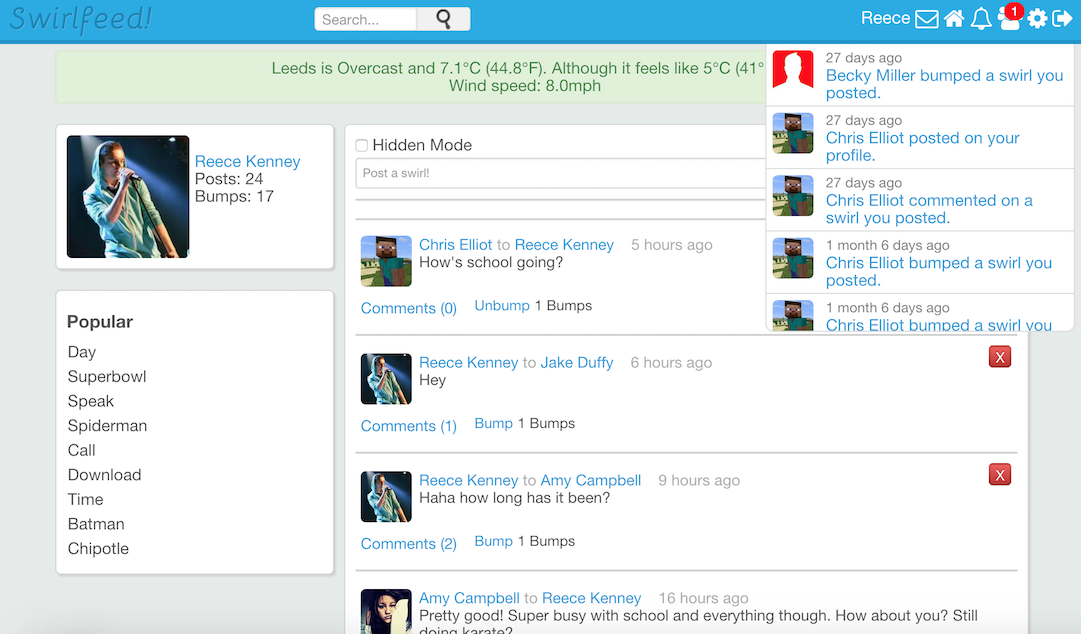 Swirlfeed!
Search...
Reece
1
Leeds is Overcast and 7.1°C (44.8°F). Although it feels like 5°C (41°
Wind speed: 8.0mph
27 days ago
Becky Miller bumped a swirl you
posted.
27 days ago
Chris Elliot posted on your
profile.
27 days ago
Chris Elliot commented on a
swirl you posted.
1 month 6 days ago
Chris Elliot bumped a swirl you
posted.
1 month 6 days ago
Chris Elliot bumped a swirl you
Reece Kenney
Posts: 24
Bumps: 17
Popular
Day
Superbowl
Speak
Spiderman
Call
Download
Time
Batman
Chipotle
Hidden Mode
Post a swirl!
Chris Elliot to Reece Kenney 5 hours ago
How's school going?
Comments (0) Unbump 1 Bumps
Reece Kenney to Jake Duffy 6 hours ago X
Hey
Comments (1) Bump 1 Bumps
Reece Kenney to Amy Campbell 9 hours ago X
Haha how long has it been?
Comments (2) Bump 1 Bumps
Amy Campbell to Reece Kenney 16 hours ago
Pretty good! Super busy with school and everything though. How about you? Still
doing karate?